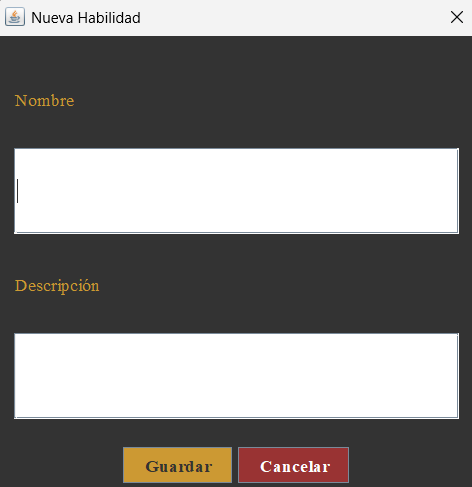 Nueva Habilidad
Nombre
Descripción
Guardar
Cancelar